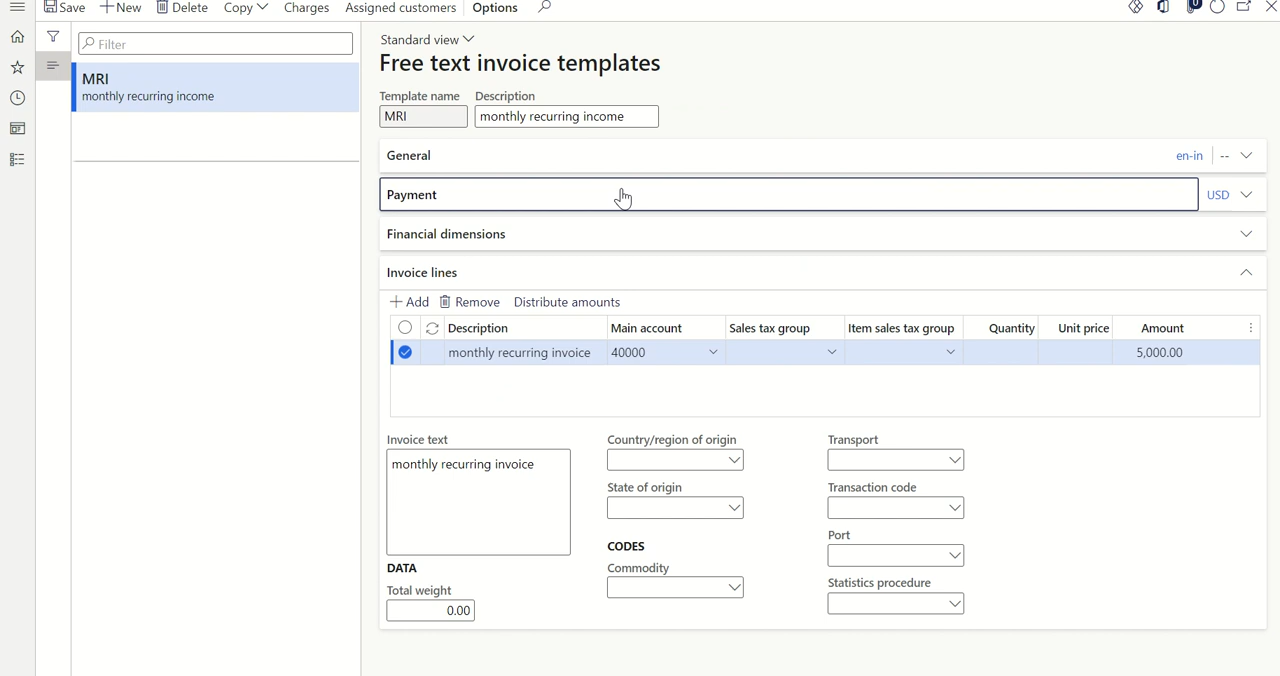 Save New Delete Copy Charges Assigned customers Options 0
Filter
MRI
monthly recurring income
Standard view
Free text invoice templates
Template name Description
MRI monthly recurring income
General en-in --
Payment USD
Financial dimensions
Invoice lines
Add Remove Distribute amounts
Description Main account Sales tax group Item sales tax group Quantity Unit price Amount
monthly recurring invoice 40000 5,000.00
Invoice text Country/region of origin Transport
monthly recurring invoice
State of origin Transaction code
Port
CODES
DATA Commodity
Statistics procedure
Total weight
0.00